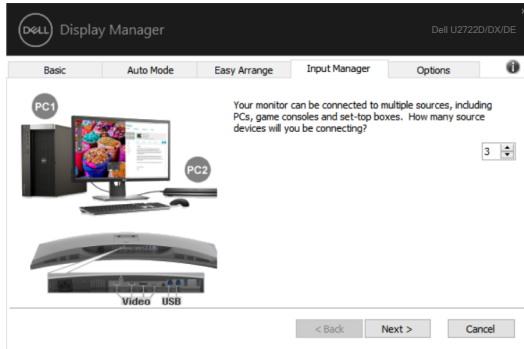 DELL Display Manager
Dell U2722D/DX/DE
Basic Auto Mode Easy Arrange Input Manager Options
PC1
Your monitor can be connected to multiple sources, including
PCs, game consoles and set-top boxes. How many source
devices will you be connecting?
3
PC2
Video USB
< Back Next > Cancel